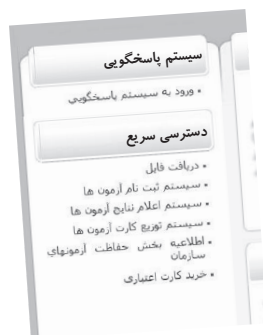 سیستم پاسخگویی
• ورود به سیستم پاسخگویی
دسترسی سریع
• دریافت فایل
• سیستم ثبت نام آزمون ها
• سیستم اعلام نتایج آزمون ها
• سیستم توزیع کارت آزمون ها
• اطلاعیه بخش حفاظت آزمونهای
سازمان
• خرید کارت اعتباری